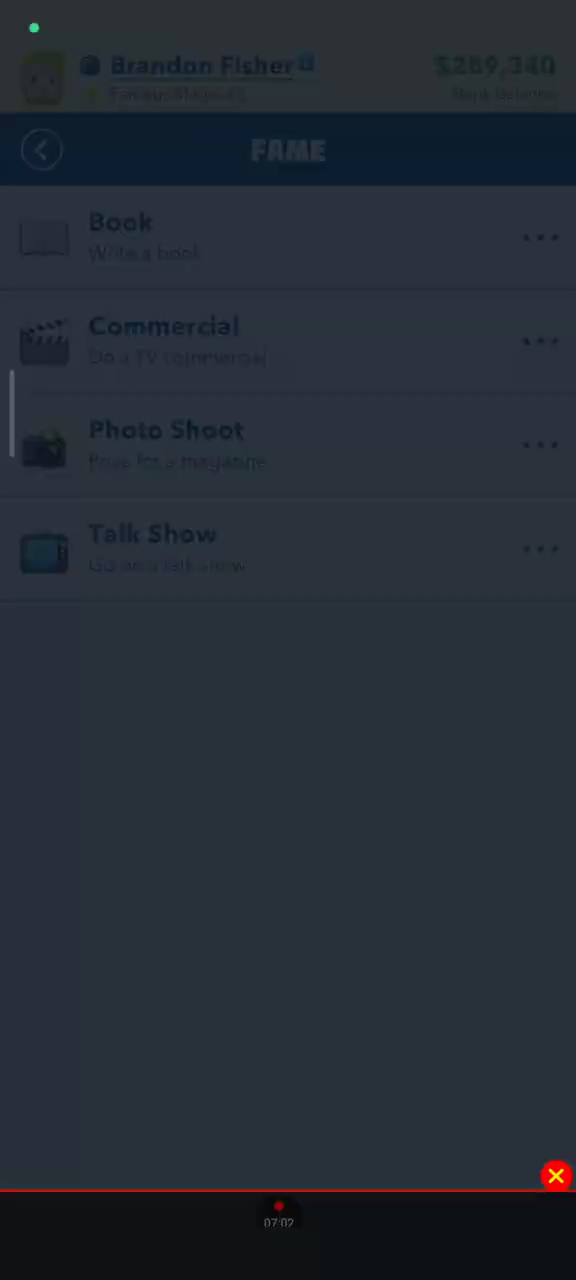 Brandon Fisher
$289,340
Bank Balance
FAME
Book
Write a book
Commercial
Do a TV commercial
Photo Shoot
Pose for a magazine
Talk Show
Go on a talk show
07:02